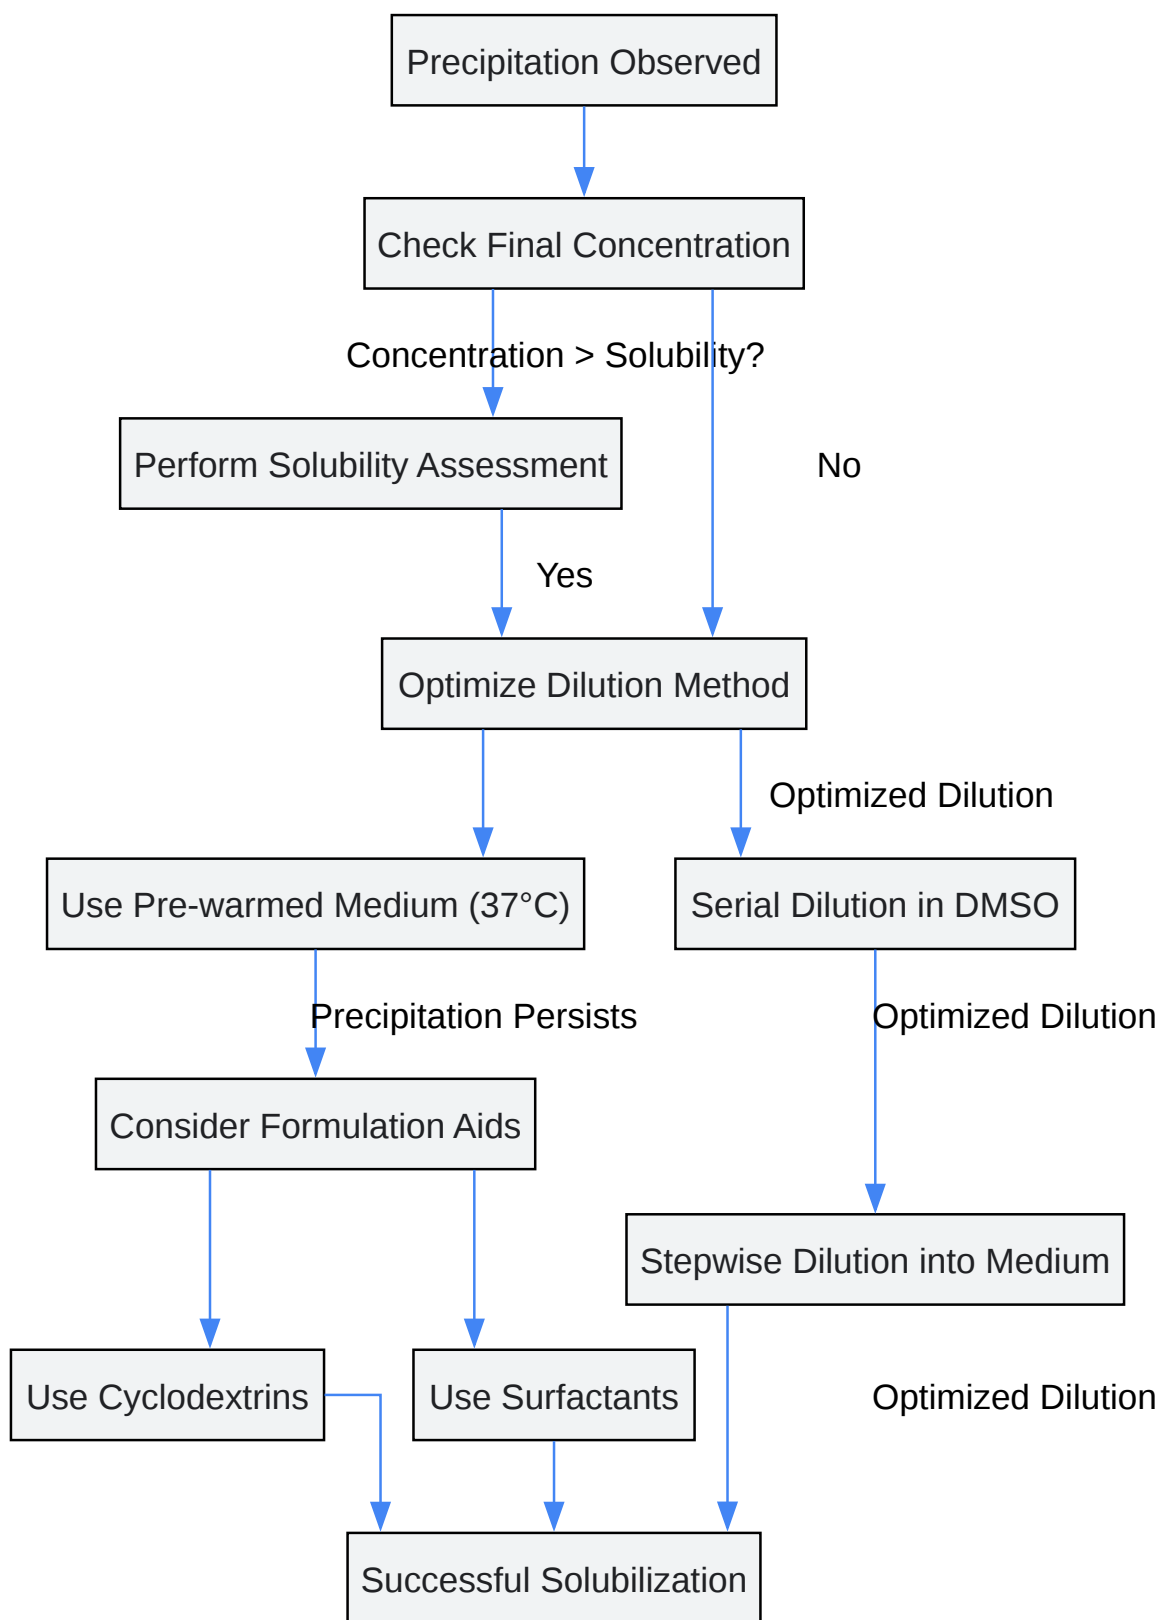 Precipitation Observed
Check Final Concentration
Concentration > Solubility?
Perform Solubility Assessment
No
Yes
Optimize Dilution Method
Optimized Dilution
Use Pre-warmed Medium (37°C)
Serial Dilution in DMSO
Precipitation Persists
Optimized Dilution
Consider Formulation Aids
Stepwise Dilution into Medium
Use Cyclodextrins
Use Surfactants
Optimized Dilution
Successful Solubilization